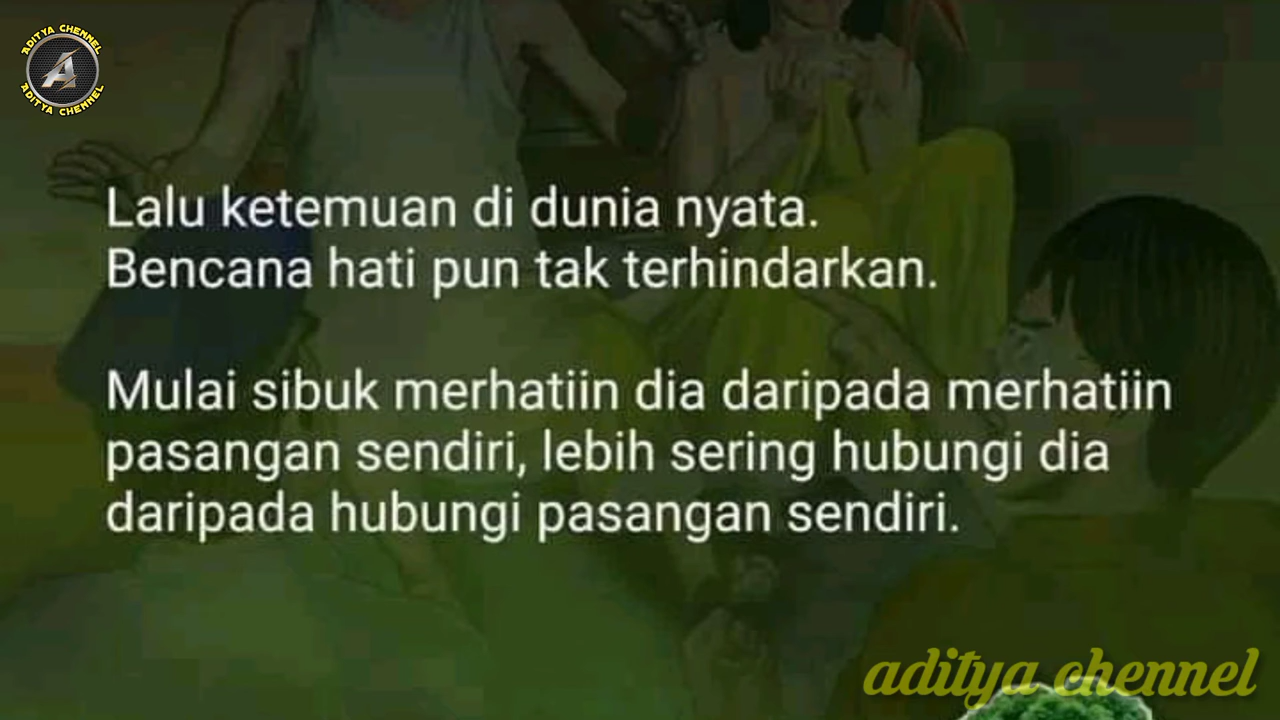 ADITYA CHENNEL
A
ADITYA CHENNEL
Lalu ketemuan di dunia nyata.
Bencana hati pun tak terhindarkan.
Mulai sibuk merhatiin dia daripada merhatiin
pasangan sendiri, lebih sering hubungi dia
daripada hubungi pasangan sendiri.
aditya chennel